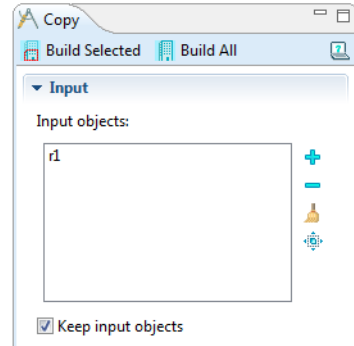 Copy
Build Selected Build All
Input
Input objects:
r1
Keep input objects